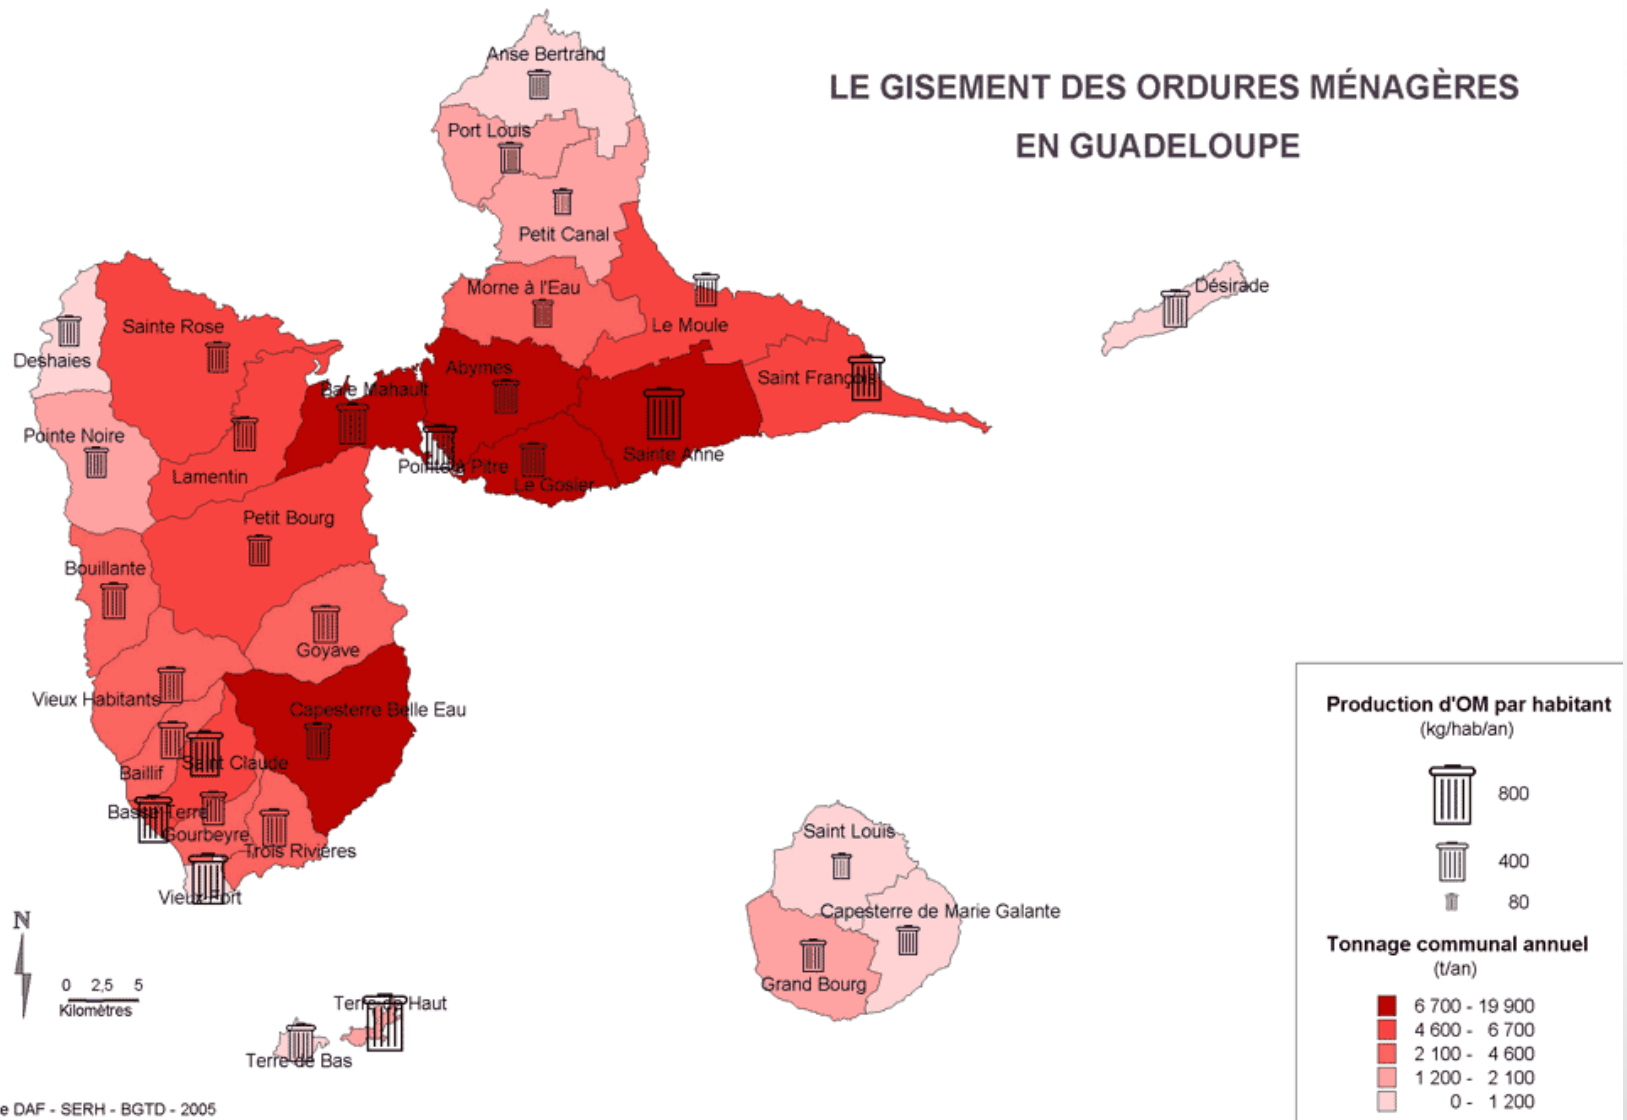 LE GISEMENT DES ORDURES MÉNAGÈRES
EN GUADELOUPE
Anse Bertrand
Port Louis
Petit Canal
Morne à l'Eau
Le Moule
Désirade
Sainte Rose
Deshaies
Abymes
Saint François
Baie Mahault
Pointe Noire
Lamentin
Pointe à Pitre
Le Gosier
Sainte Anne
Petit Bourg
Bouillante
Goyave
Vieux Habitants
Capesterre Belle Eau
Baillif
Saint Claude
Basse Terre
Gourbeyre
Trois Rivières
Vieux Fort
Saint Louis
Capesterre de Marie Galante
Grand Bourg
Terre de Haut
Terre de Bas
N
0 2,5 5
Kilomètres
e DAF - SERH - BGTD - 2005
Production d'OM par habitant
(kg/hab/an)
800
400
80
Tonnage communal annuel
(t/an)
6 700 - 19 900
4 600 - 6 700
2 100 - 4 600
1 200 - 2 100
0 - 1 200